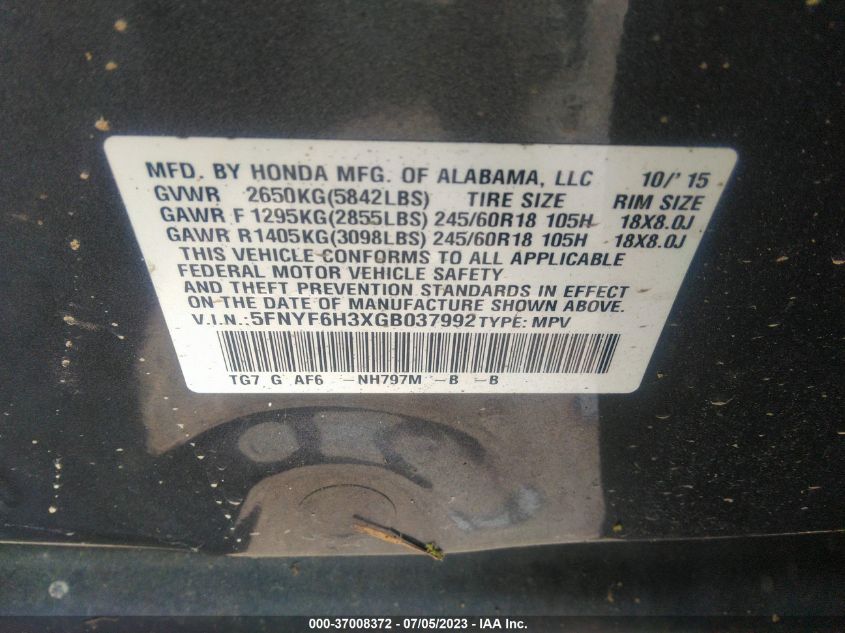 MFD. BY HONDA MFG. OF ALABAMA, LLC 10/'15
GVWR 2650KG(5842LBS) TIRE SIZE RIM SIZE
GAWR F 1295KG(2855LBS) 245/60R18 105H 18X8.0J
GAWR R1405KG(3098LBS) 245/60R18 105H 18X8.0J
THIS VEHICLE CONFORMS TO ALL APPLICABLE
FEDERAL MOTOR VEHICLE SAFETY
AND THEFT PREVENTION STANDARDS IN EFFECT
ON THE DATE OF MANUFACTURE SHOWN ABOVE.
V.I.N.:5FNYF6H3XGB037992 TYPE: MPV
TG7 G AF6 -NH797M -B -B
000-37008372 - 07/05/2023 - IAA Inc.